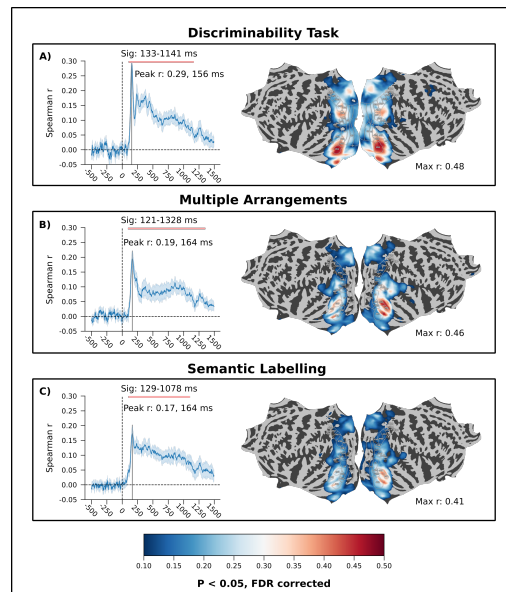 Discriminability Task
A)
Sig: 133-1141 ms
Peak r: 0.29, 156 ms
Spearman r
0.30
0.25
0.20
0.15
0.10
0.05
0.00
-0.05
-500 -250 0 250 500 750 1000 1250 1500
Max r: 0.48
Multiple Arrangements
B)
Sig: 121-1328 ms
Peak r: 0.19, 164 ms
Spearman r
0.30
0.25
0.20
0.15
0.10
0.05
0.00
-0.05
-500 -250 0 250 500 750 1000 1250 1500
Max r: 0.46
Semantic Labelling
C)
Sig: 129-1078 ms
Peak r: 0.17, 164 ms
Spearman r
0.30
0.25
0.20
0.15
0.10
0.05
0.00
-0.05
-500 -250 0 250 500 750 1000 1250 1500
Max r: 0.41
0.10 0.15 0.20 0.25 0.30 0.35 0.40 0.45 0.50
P < 0.05, FDR corrected